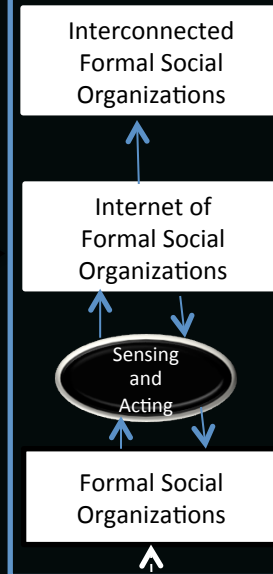 Interconnected
Formal Social
Organizations
Internet of
Formal Social
Organizations
Sensing
and
Acting
Formal Social
Organizations